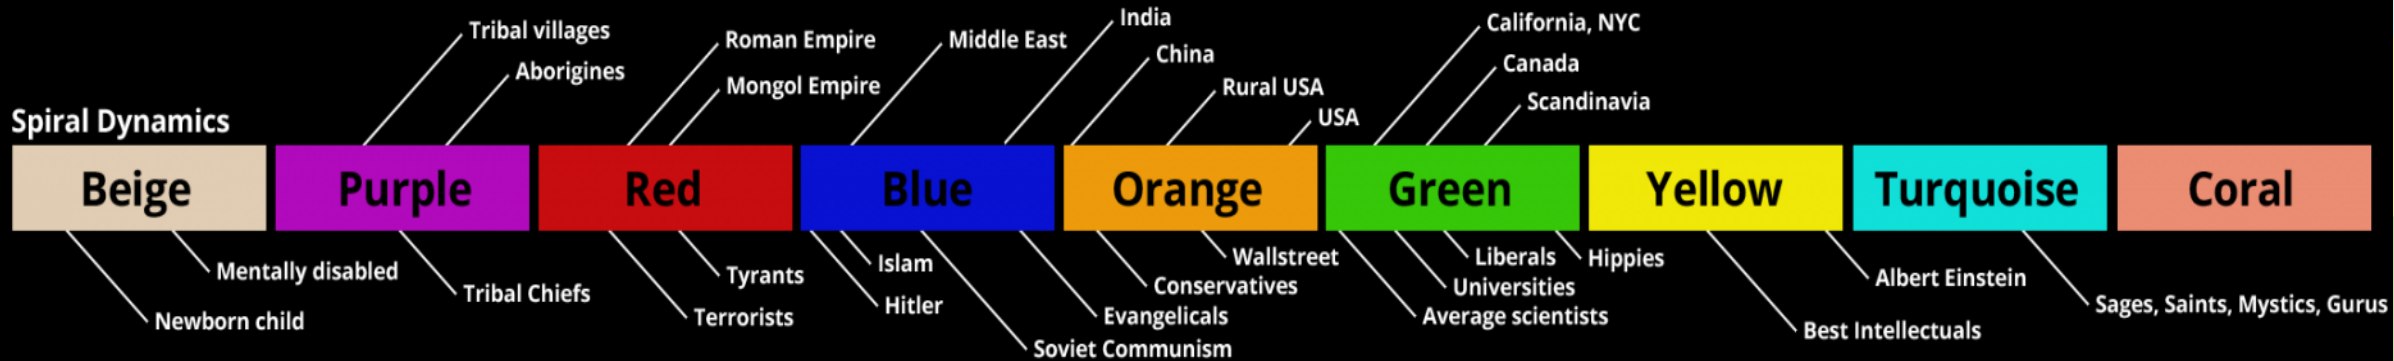 Tribal villages
Aborigines
Roman Empire
Mongol Empire
Middle East
India
China
Rural USA
USA
California, NYC
Canada
Scandinavia
Spiral Dynamics
Beige
Purple
Red
Blue
Orange
Green
Yellow
Turquoise
Coral
Mentally disabled
Newborn child
Tribal Chiefs
Tyrants
Terrorists
Islam
Hitler
Evangelicals
Soviet Communism
Wallstreet
Conservatives
Liberals
Hippies
Universities
Average scientists
Albert Einstein
Best Intellectuals
Sages, Saints, Mystics, Gurus